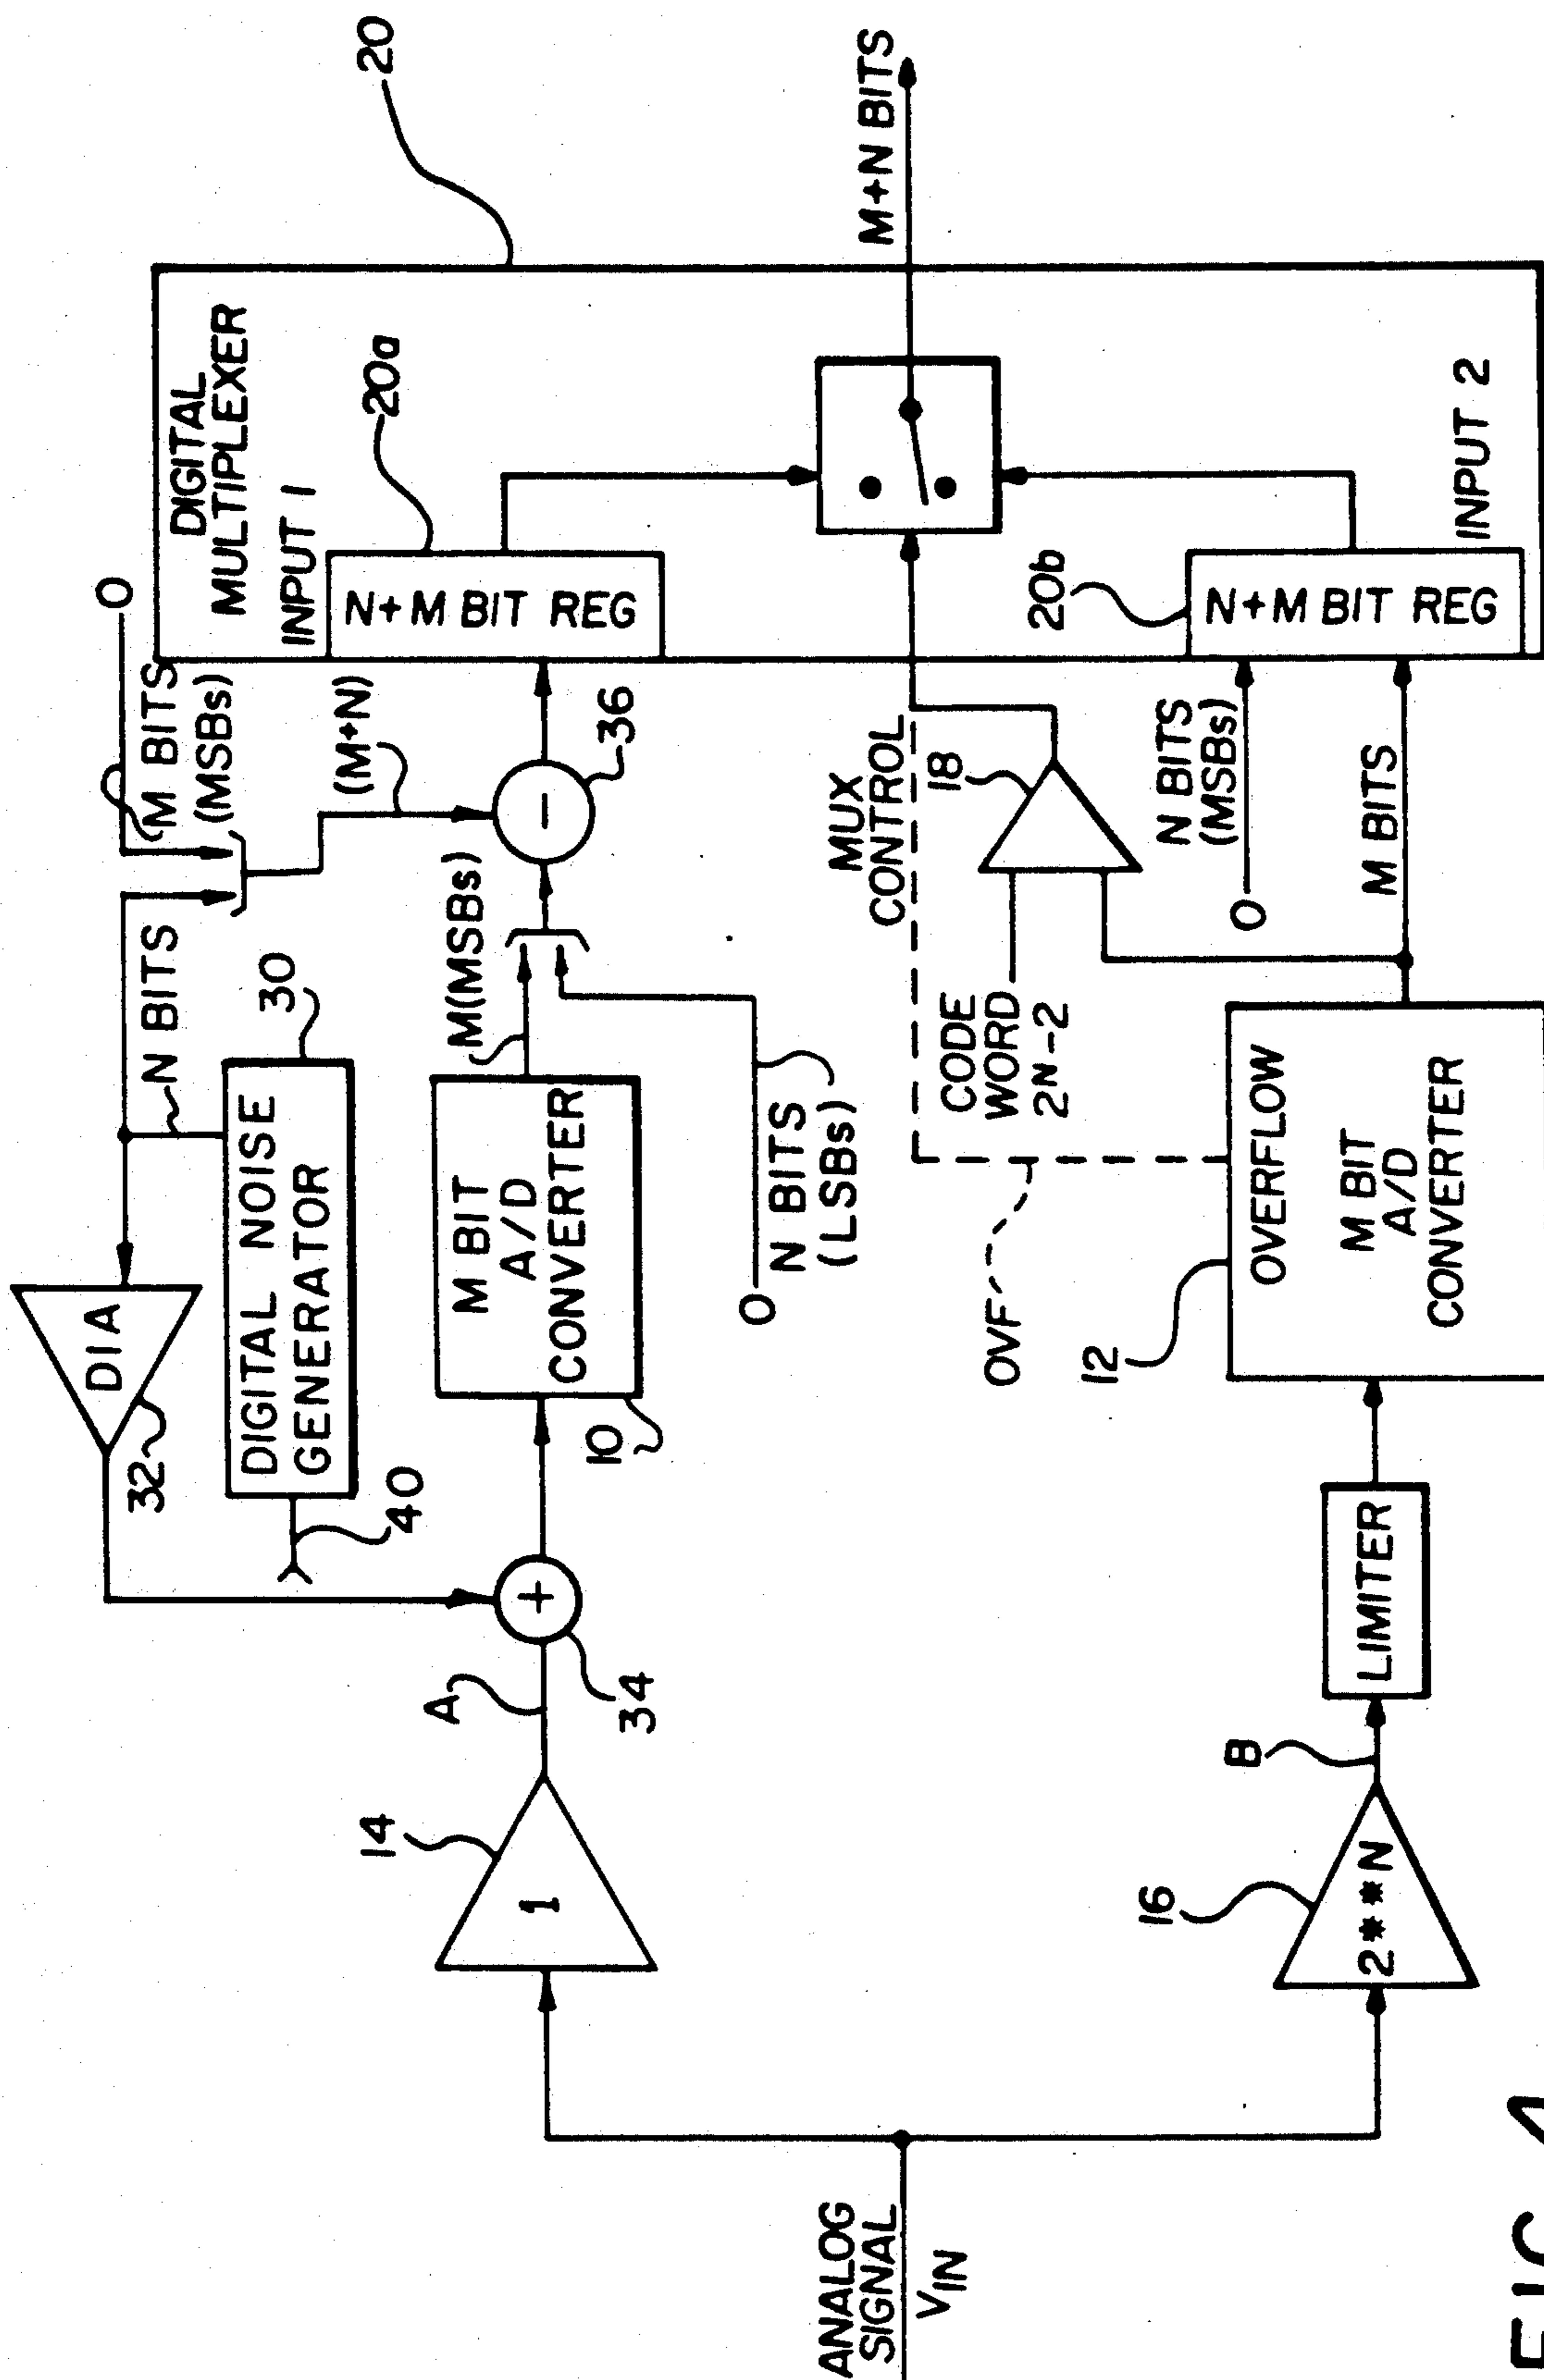 20
DIGITAL
MULTIPLEXER
INPUT 1
20a
N+M BIT REG
M+N BITS
20b
N+M BIT REG
INPUT 2
0
M BITS
(MSBs)
(M+N)
36
−
N BITS
30
DIGITAL NOISE
GENERATOR
DIA
32
40
M(MSBs)
M BIT
A/D
CONVERTER
10
0
N BITS
(LSBs)
+
34
A
14
1
MUX
CONTROL
18
CODE
WORD
2N-2
N BITS
(MSBs)
0
M BITS
OVF
OVERFLOW
M BIT
A/D
CONVERTER
12
LIMITER
B
16
2**N
ANALOG
SIGNAL
VIN